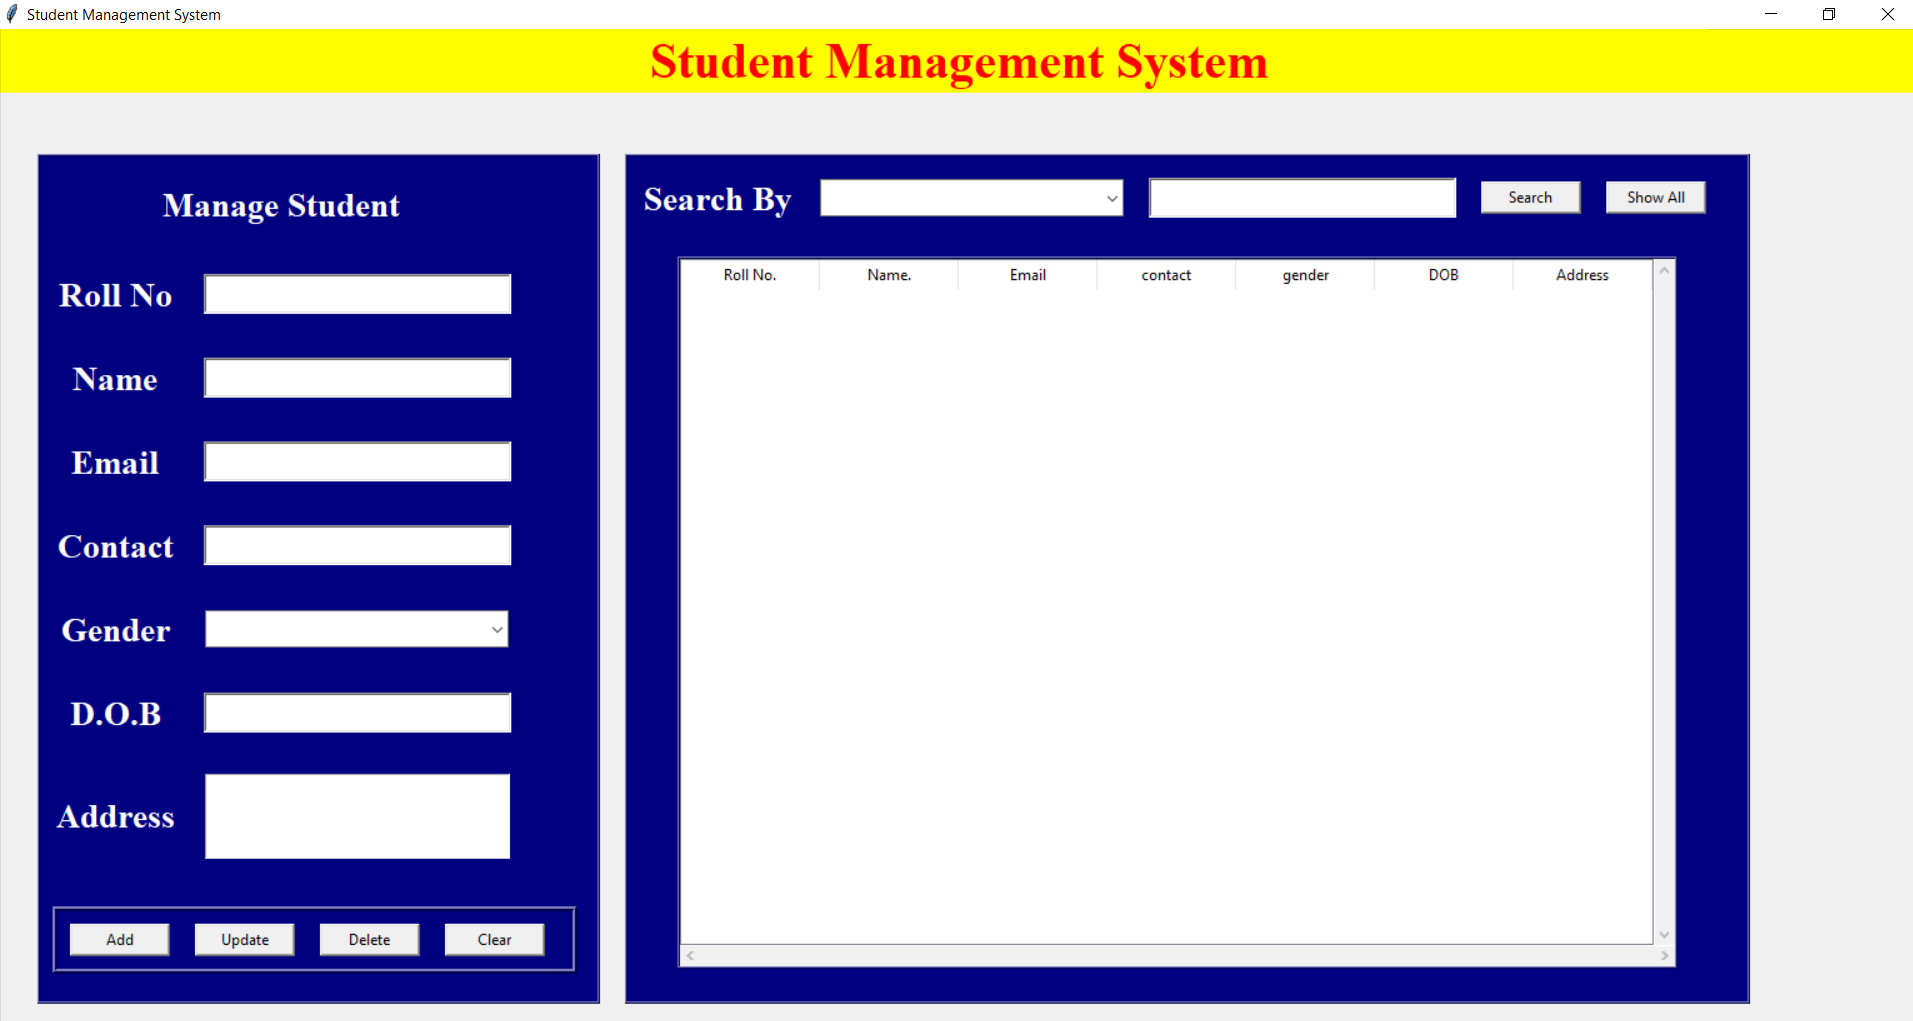 Student Management System
Student Management System
Manage Student
Roll No
Name
Email
Contact
Gender
D.O.B
Address
Add Update Delete Clear
Search By Search Show All
Roll No. Name. Email contact gender DOB Address